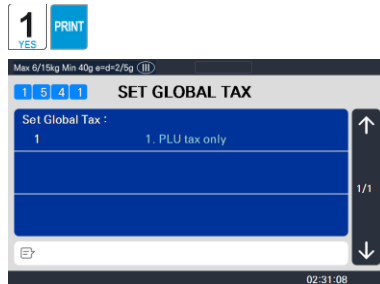 1
YES
PRINT
Max 6/15kg Min 40g e=d=2/5g III
1 5 4 1 SET GLOBAL TAX
Set Global Tax :
1 1. PLU tax only
1/1
02:31:08